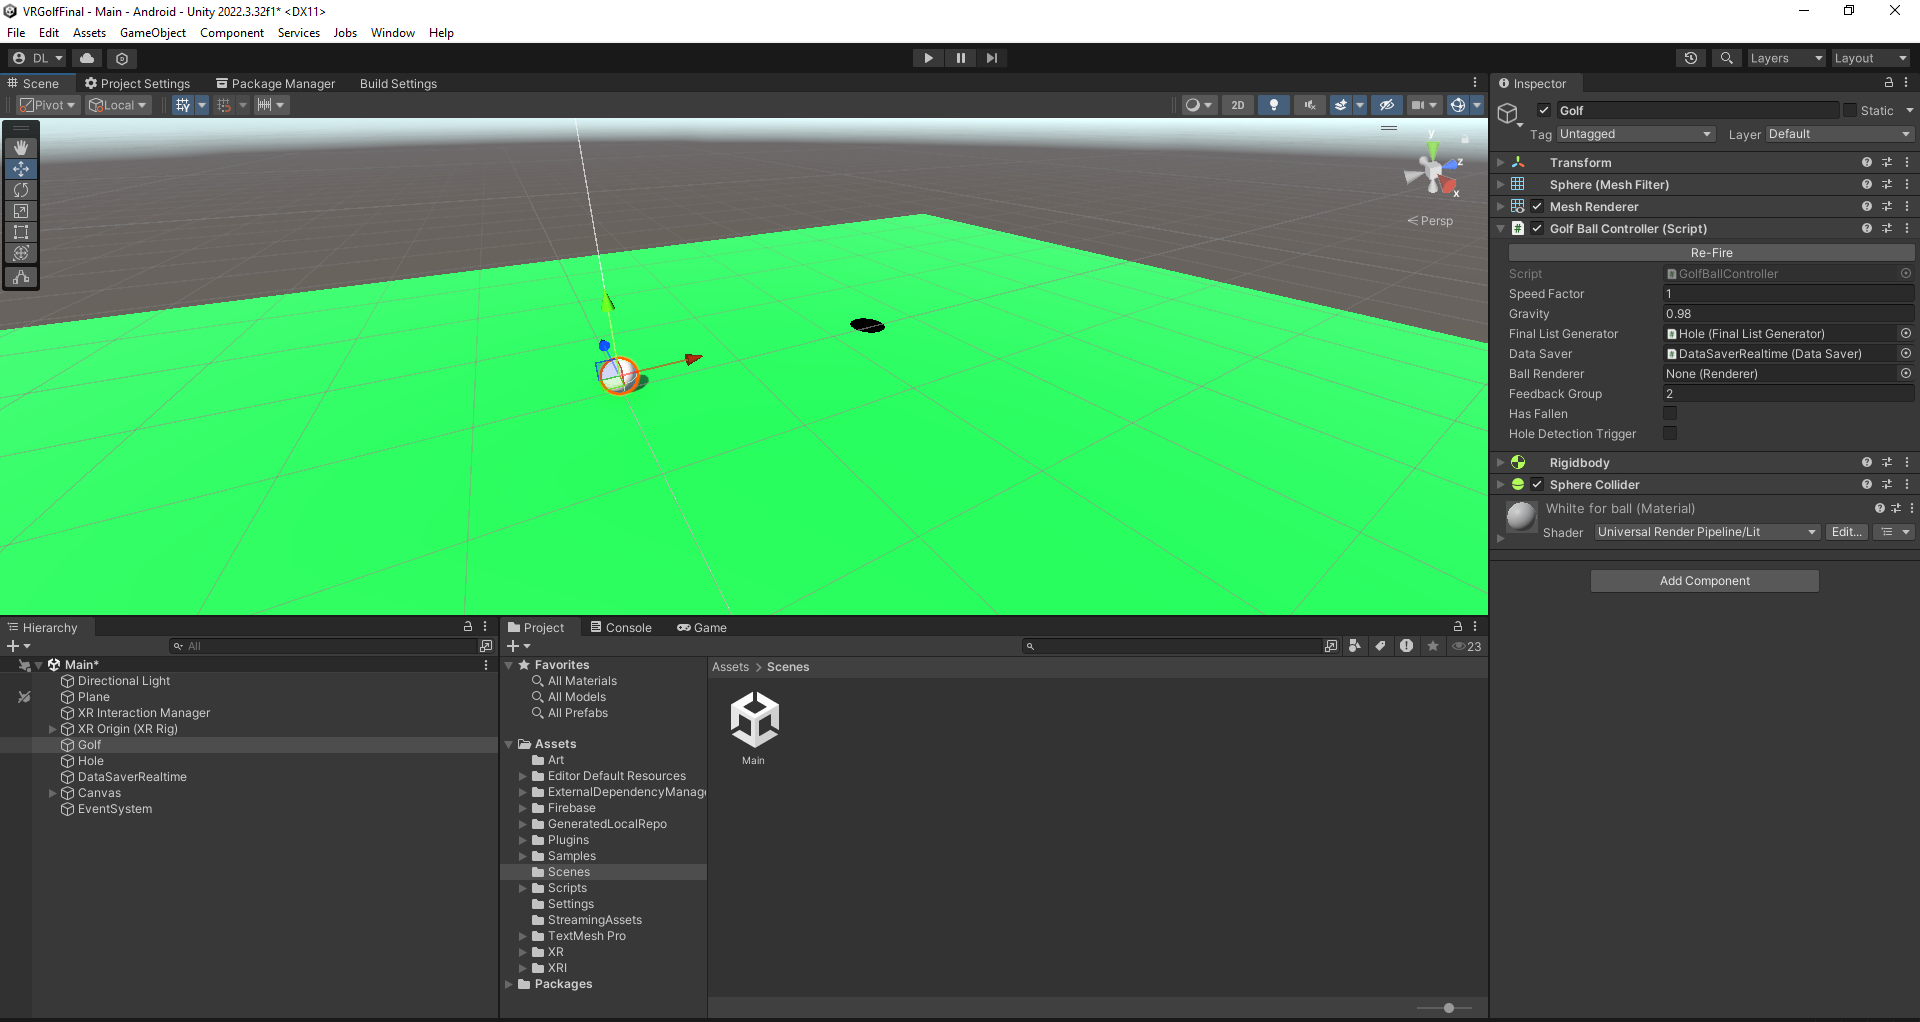 VRGolfFinal - Main - Android - Unity 2022.3.32f1* <DX11>
File Edit Assets GameObject Component Services Jobs Window Help
DL
Layers Layout
Scene Project Settings Package Manager Build Settings
Pivot Local
2D
y
z
x
Persp
Inspector
Golf Static
Tag Untagged Layer Default
Transform
Sphere (Mesh Filter)
Mesh Renderer
Golf Ball Controller (Script)
Re-Fire
Script GolfBallController
Speed Factor 1
Gravity 0.98
Final List Generator Hole (Final List Generator)
Data Saver DataSaverRealtime (Data Saver)
Ball Renderer None (Renderer)
Feedback Group 2
Has Fallen
Hole Detection Trigger
Rigidbody
Sphere Collider
Whilte for ball (Material)
Shader Universal Render Pipeline/Lit Edit...
Add Component
Hierarchy
All
Main*
Directional Light
Plane
XR Interaction Manager
XR Origin (XR Rig)
Golf
Hole
DataSaverRealtime
Canvas
EventSystem
Project Console Game
23
Favorites
All Materials
All Models
All Prefabs
Assets
Art
Editor Default Resources
ExternalDependencyManage
Firebase
GeneratedLocalRepo
Plugins
Samples
Scenes
Scripts
Settings
StreamingAssets
TextMesh Pro
XR
XRI
Packages
Assets > Scenes
Main